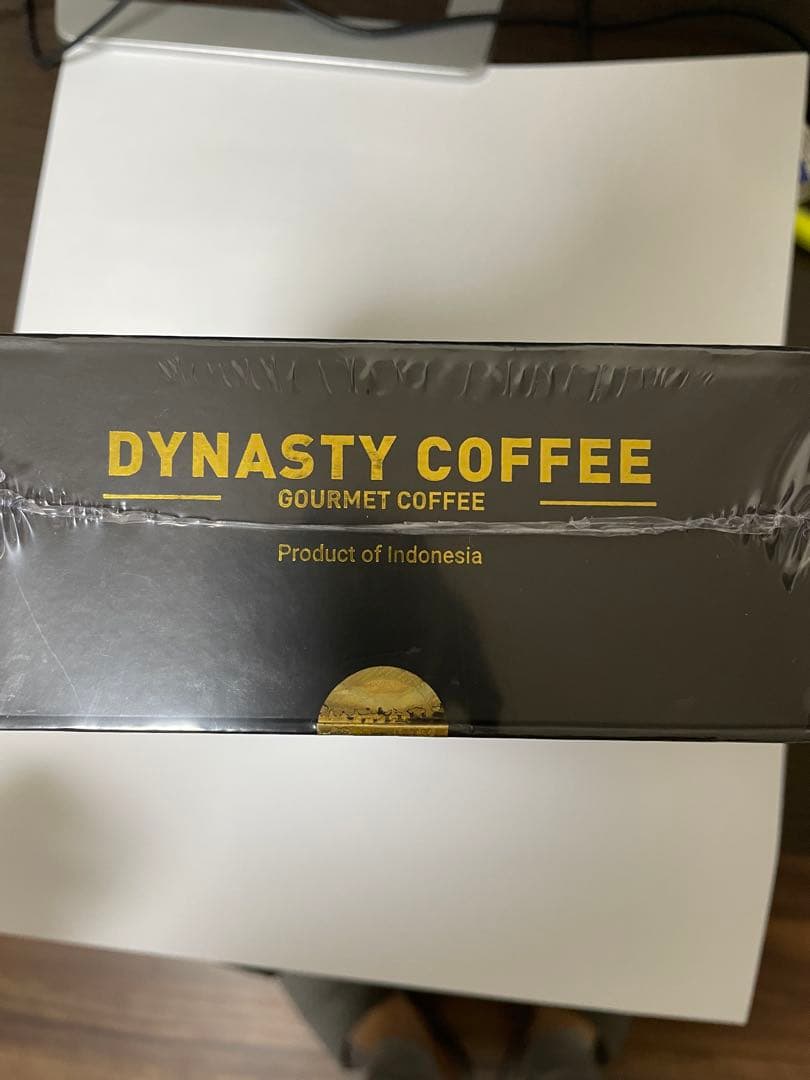 DYNASTY COFFEE
GOURMET COFFEE
Product of Indonesia